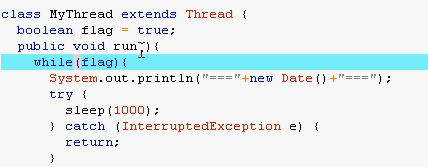 class MyThread extends Thread {
boolean flag = true;
public void run(){
while(flag){
System.out.println("==="+new Date()+"===");
try {
sleep(1000);
} catch (InterruptedException e) {
return;
}